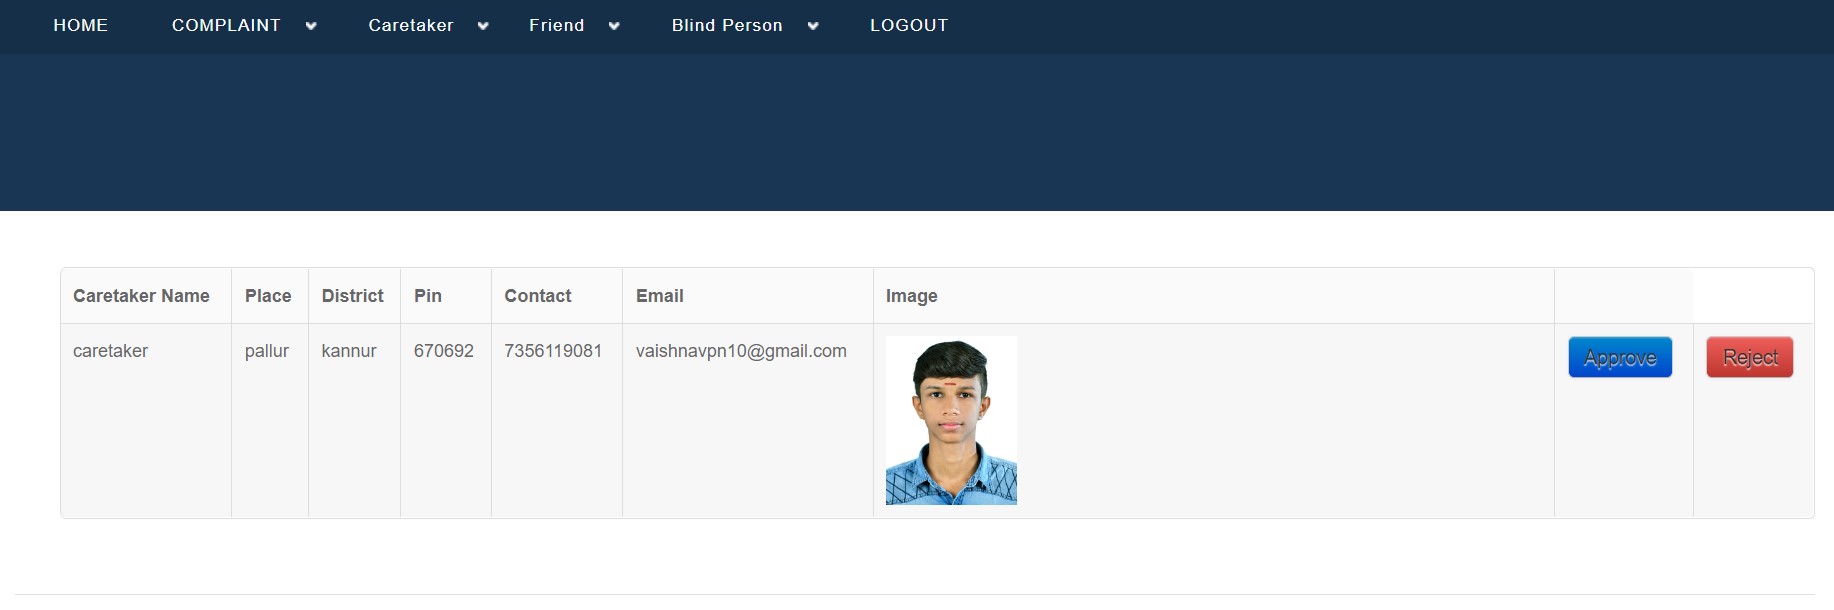 HOME COMPLAINT Caretaker Friend Blind Person LOGOUT
Caretaker Name Place District Pin Contact Email Image
caretaker pallur kannur 670692 7356119081 vaishnavpn10@gmail.com Approve Reject